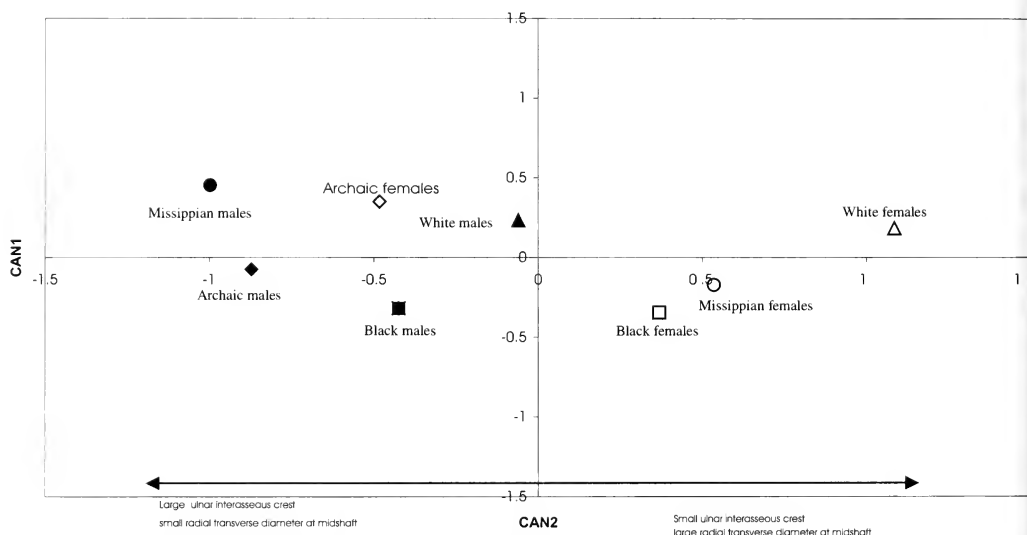 1.5
1
Archaic females
0.5
Missippian males
White males
White females
CAN1
0
-1.5
-1
-0.5
0
0.5
1
1
Archaic males
Missippian females
Black males
Black females
-0.5
-1
-1.5
Large ulnar interasseous crest
small radial transverse diameter at midshaft
CAN2
Small ulnar interasseous crest
large radial transverse diameter at midshaft